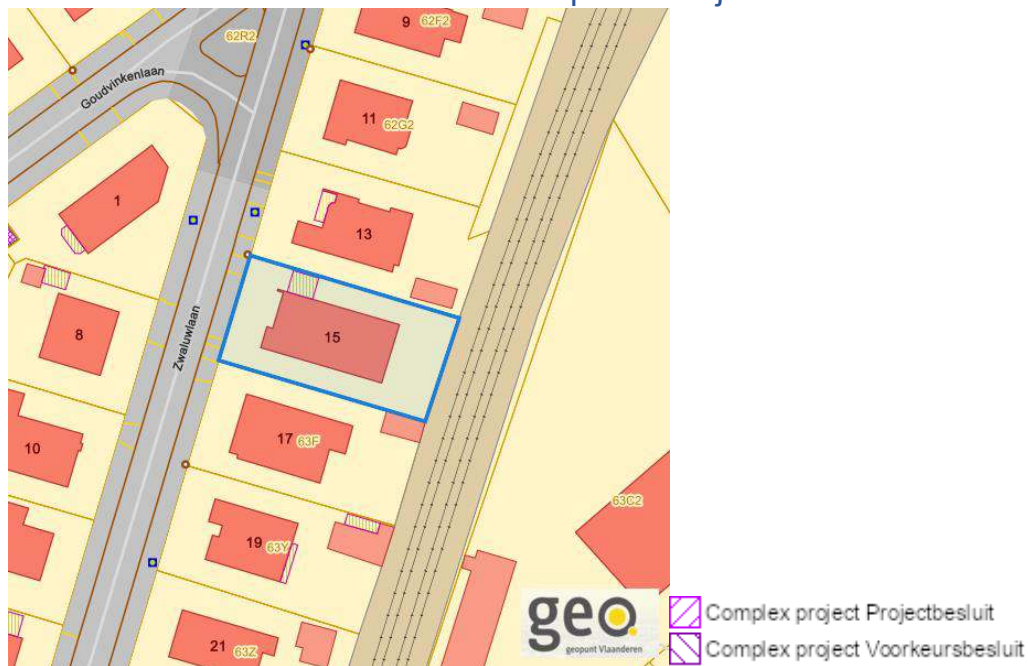 9 62F2
62R2
Goudvinkenlaan
11 62G2
1
13
8
Zwaluwlaan
15
17 63F
10
63C2
19 63Y
21 63Z
geo
geopunt Vlaanderen
Complex project Projectbesluit
Complex project Voorkeursbesluit